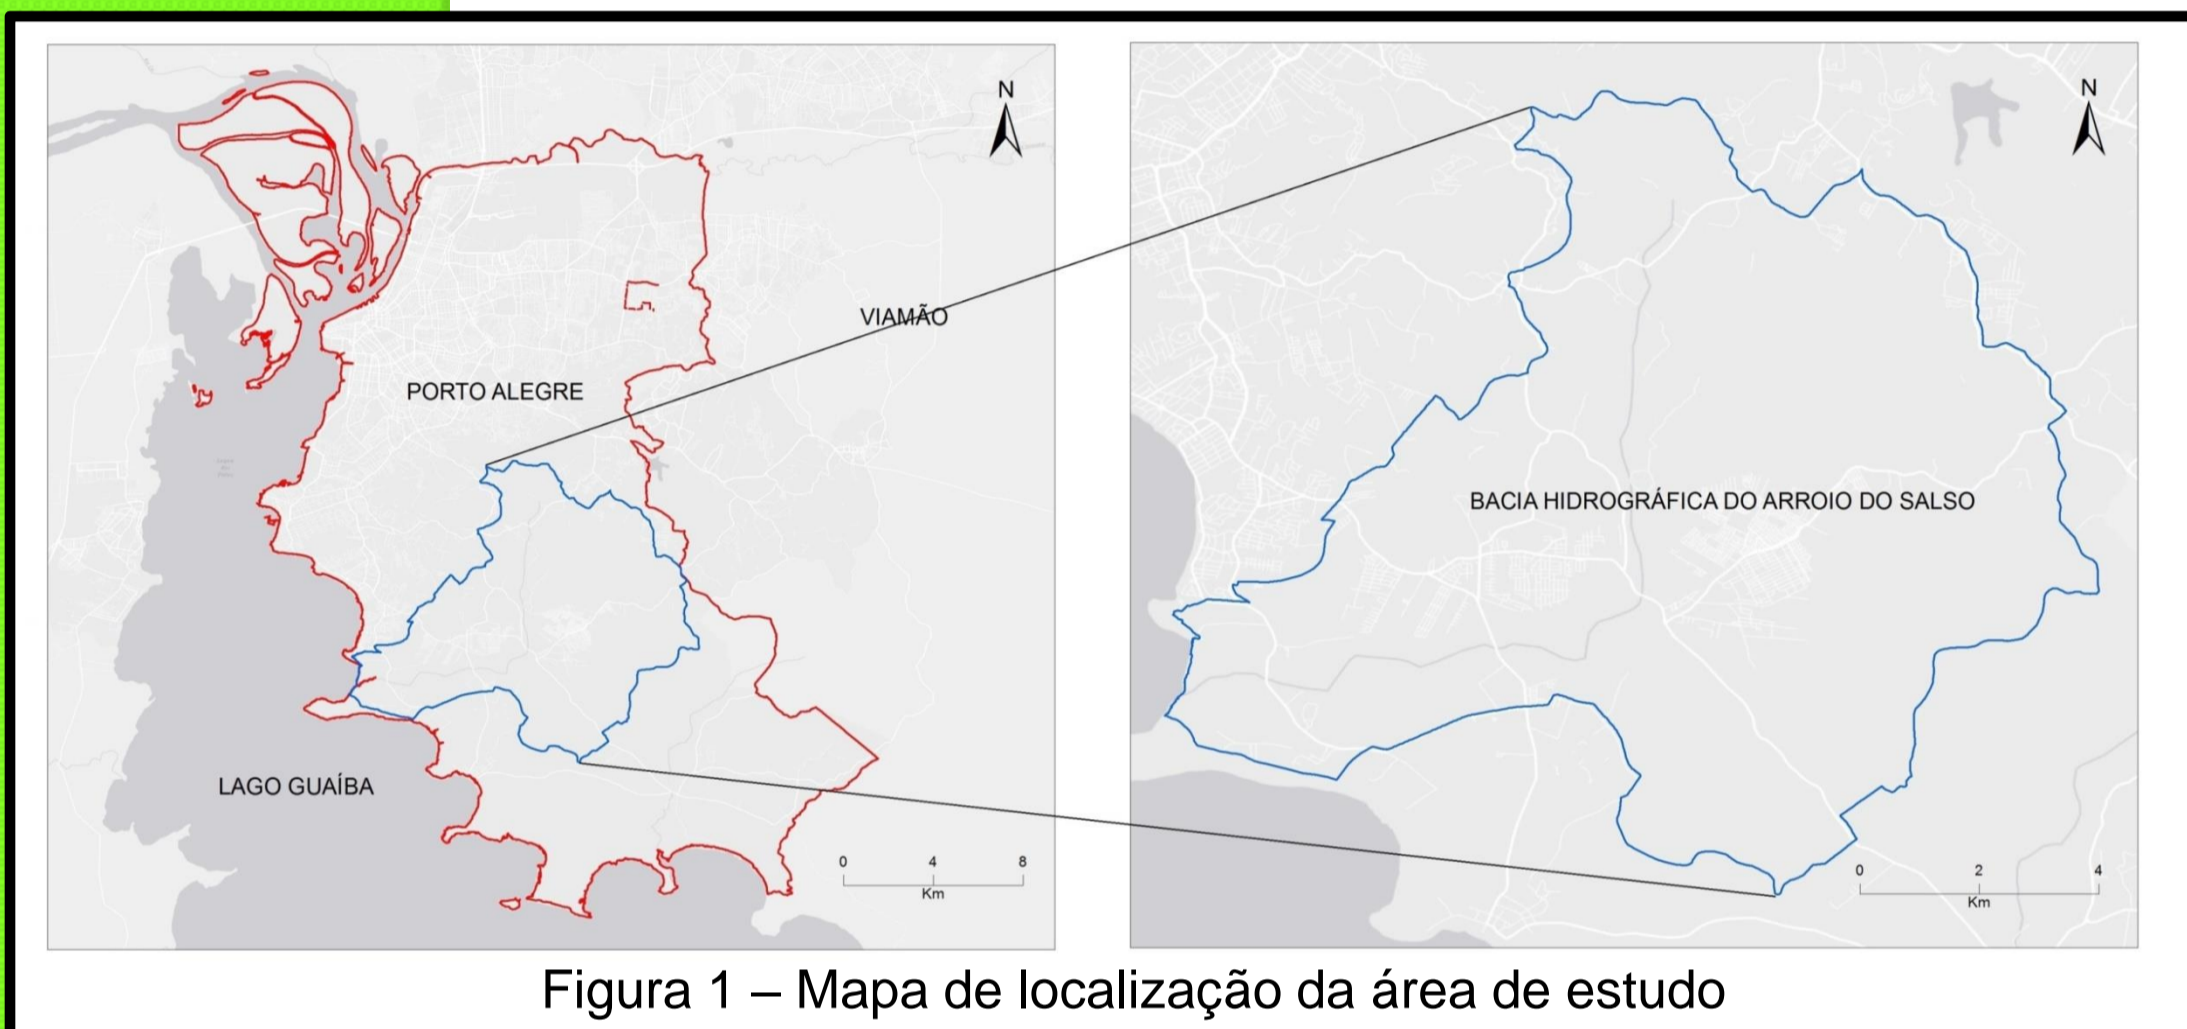 N
VIAMÃO
PORTO ALEGRE
LAGO GUAÍBA
0 4 8
Km
N
BACIA HIDROGRÁFICA DO ARROIO DO SALSO
0 2 4
Km
Figura 1 – Mapa de localização da área de estudo